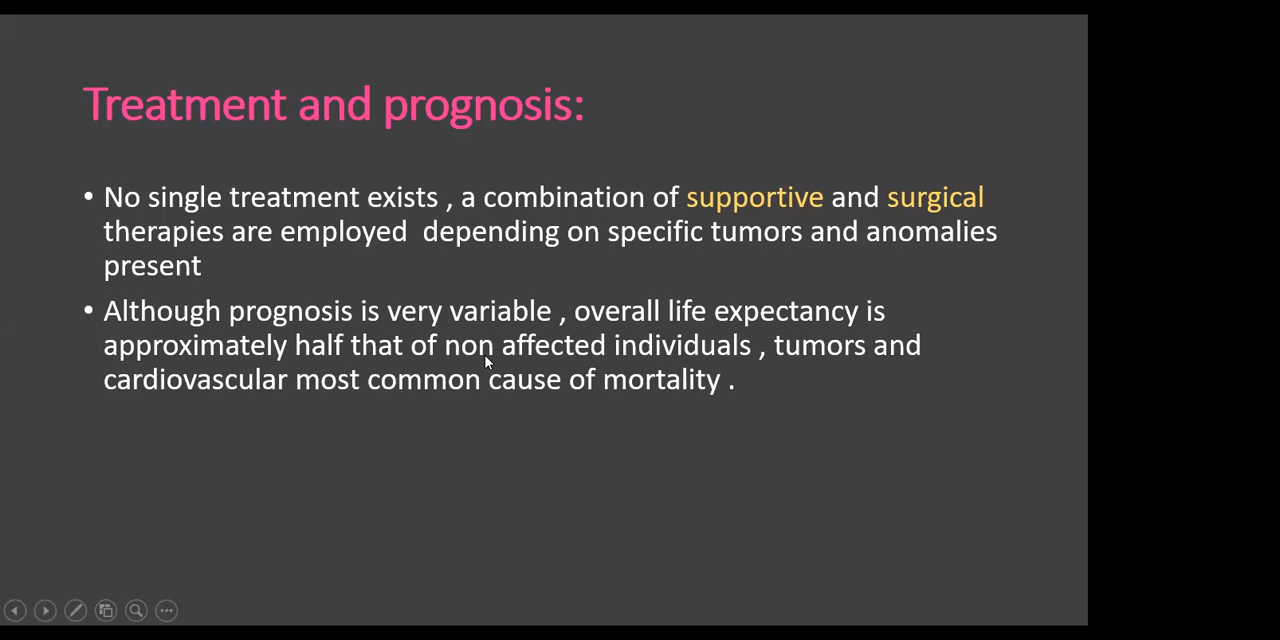 Treatment and prognosis:
• No single treatment exists , a combination of supportive and surgical
therapies are employed  depending on specific tumors and anomalies
present
• Although prognosis is very variable , overall life expectancy is
approximately half that of non affected individuals , tumors and
cardiovascular most common cause of mortality .